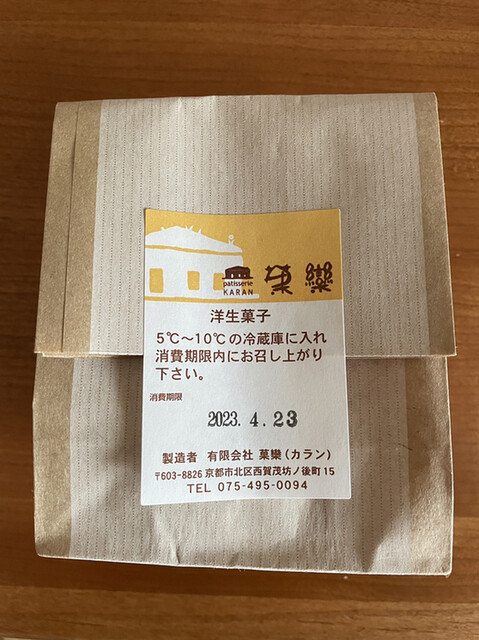 patisserie
KARAN
菓欒
洋生菓子
5℃〜10℃の冷蔵庫に入れ
消費期限内にお召し上がり
下さい。
消費期限
2023. 4. 23
製造者 有限会社 菓欒(カラン)
〒603-8826 京都市北区西賀茂坊ノ後町15
TEL 075-495-0094